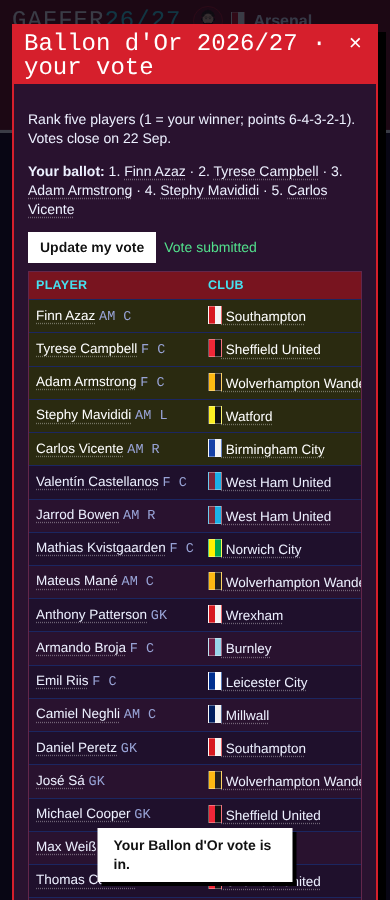 GAFFER26/27 Arsenal
Ballon d'Or 2026/27 · ×
your vote
Rank five players (1 = your winner; points 6-4-3-2-1).
Votes close on 22 Sep.
Your ballot: 1. Finn Azaz · 2. Tyrese Campbell · 3.
Adam Armstrong · 4. Stephy Mavididi · 5. Carlos
Vicente
Update my vote Vote submitted
PLAYER CLUB
Finn Azaz AM C Southampton
Tyrese Campbell F C Sheffield United
Adam Armstrong F C Wolverhampton Wande
Stephy Mavididi AM L Watford
Carlos Vicente AM R Birmingham City
Valentín Castellanos F C West Ham United
Jarrod Bowen AM R West Ham United
Mathias Kvistgaarden F C Norwich City
Mateus Mané AM C Wolverhampton Wande
Anthony Patterson GK Wrexham
Armando Broja F C Burnley
Emil Riis F C Leicester City
Camiel Neghli AM C Millwall
Daniel Peretz GK Southampton
José Sá GK Wolverhampton Wande
Michael Cooper GK Sheffield United
Max Weiß
Your Ballon d'Or vote is
in.
Thomas